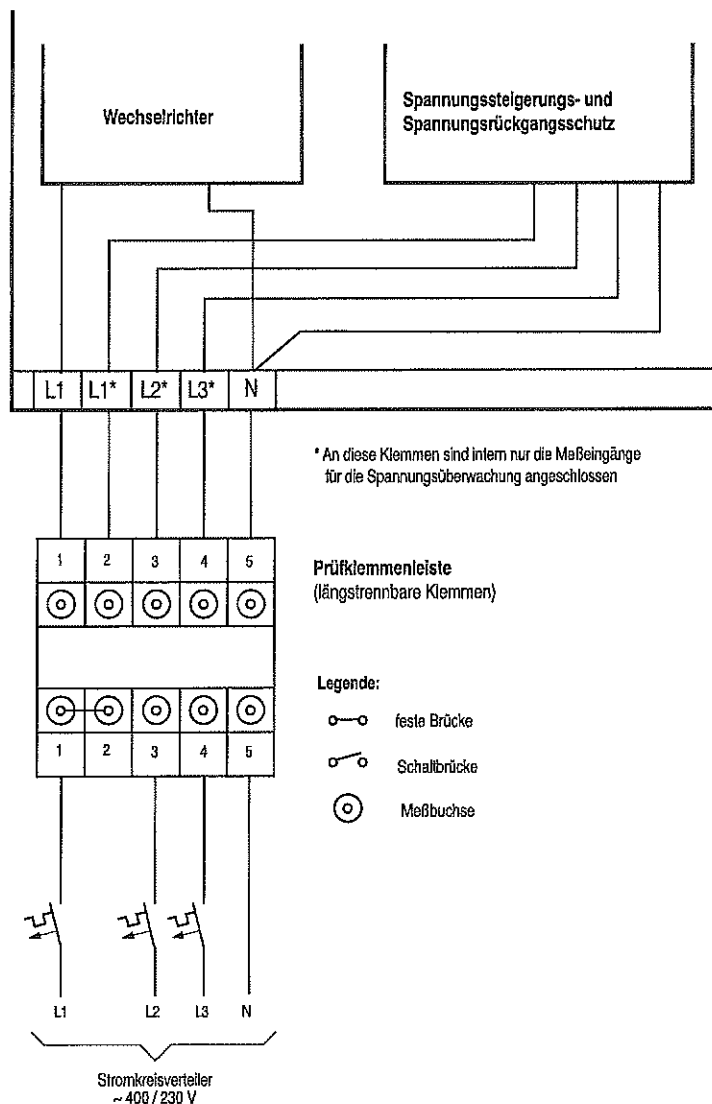 Wechselrichter
Spannungssteigerungs- und
Spannungsrückgangsschutz
L1 L1* L2* L3* N
* An diese Klemmen sind intern nur die Meßeingänge
für die Spannungsüberwachung angeschlossen
1 2 3 4 5
Prüfklemmenleiste
(längstrennbare Klemmen)
Legende:
feste Brücke
1 2 3 4 5
Schaltbrücke
Meßbuchse
L1 L2 L3 N
Stromkreisverteiler
~ 400 / 230 V